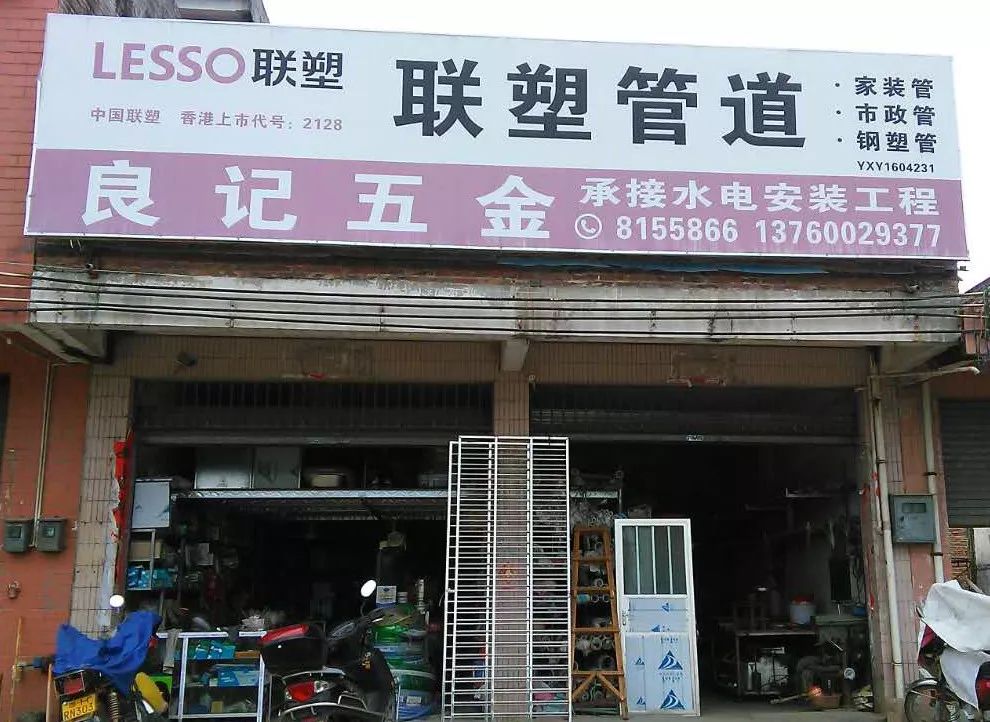 LESSO联塑
中国联塑 香港上市代号：2128
联塑管道
·家装管
·市政管
·钢塑管
YXY1604231
良记五金
承接水电安装工程
8155866 13760029377
RN303